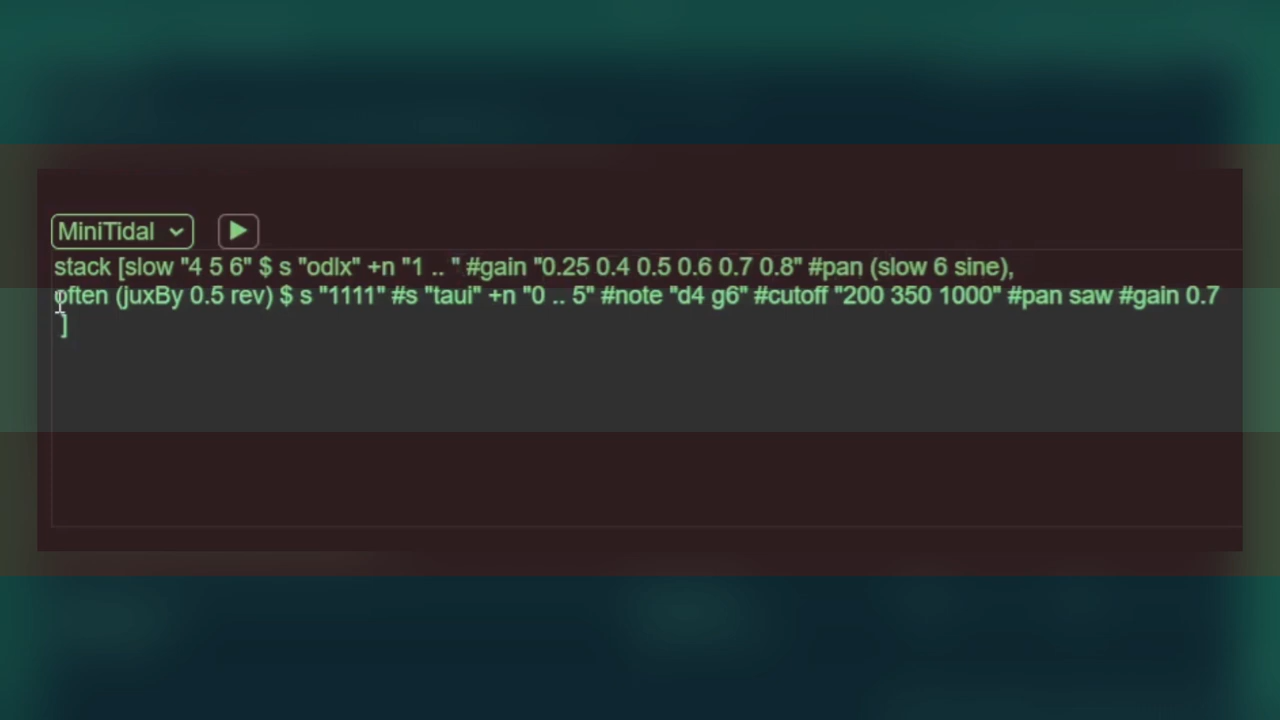 MiniTidal
stack [slow "4 5 6" $ s "odlx" +n "1 .. " #gain "0.25 0.4 0.5 0.6 0.7 0.8" #pan (slow 6 sine),
often (juxBy 0.5 rev) $ s "1111" #s "taui" +n "0 .. 5" #note "d4 g6" #cutoff "200 350 1000" #pan saw #gain 0.7
]